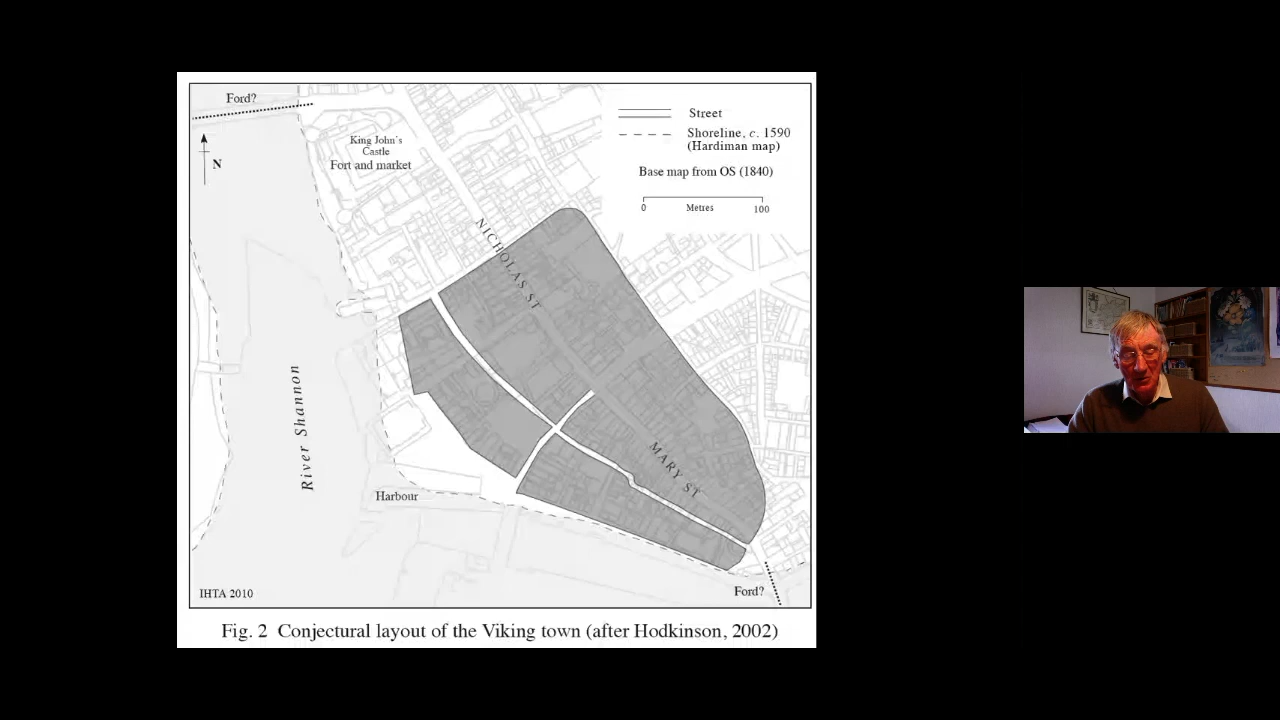 Ford?
N
King John's
Castle
Fort and market
Street
Shoreline, c. 1590
(Hardiman map)
Base map from OS (1840)
0 Metres 100
NICHOLAS ST
River Shannon
MARY ST
Harbour
Ford?
IHTA 2010
Fig. 2 Conjectural layout of the Viking town (after Hodkinson, 2002)